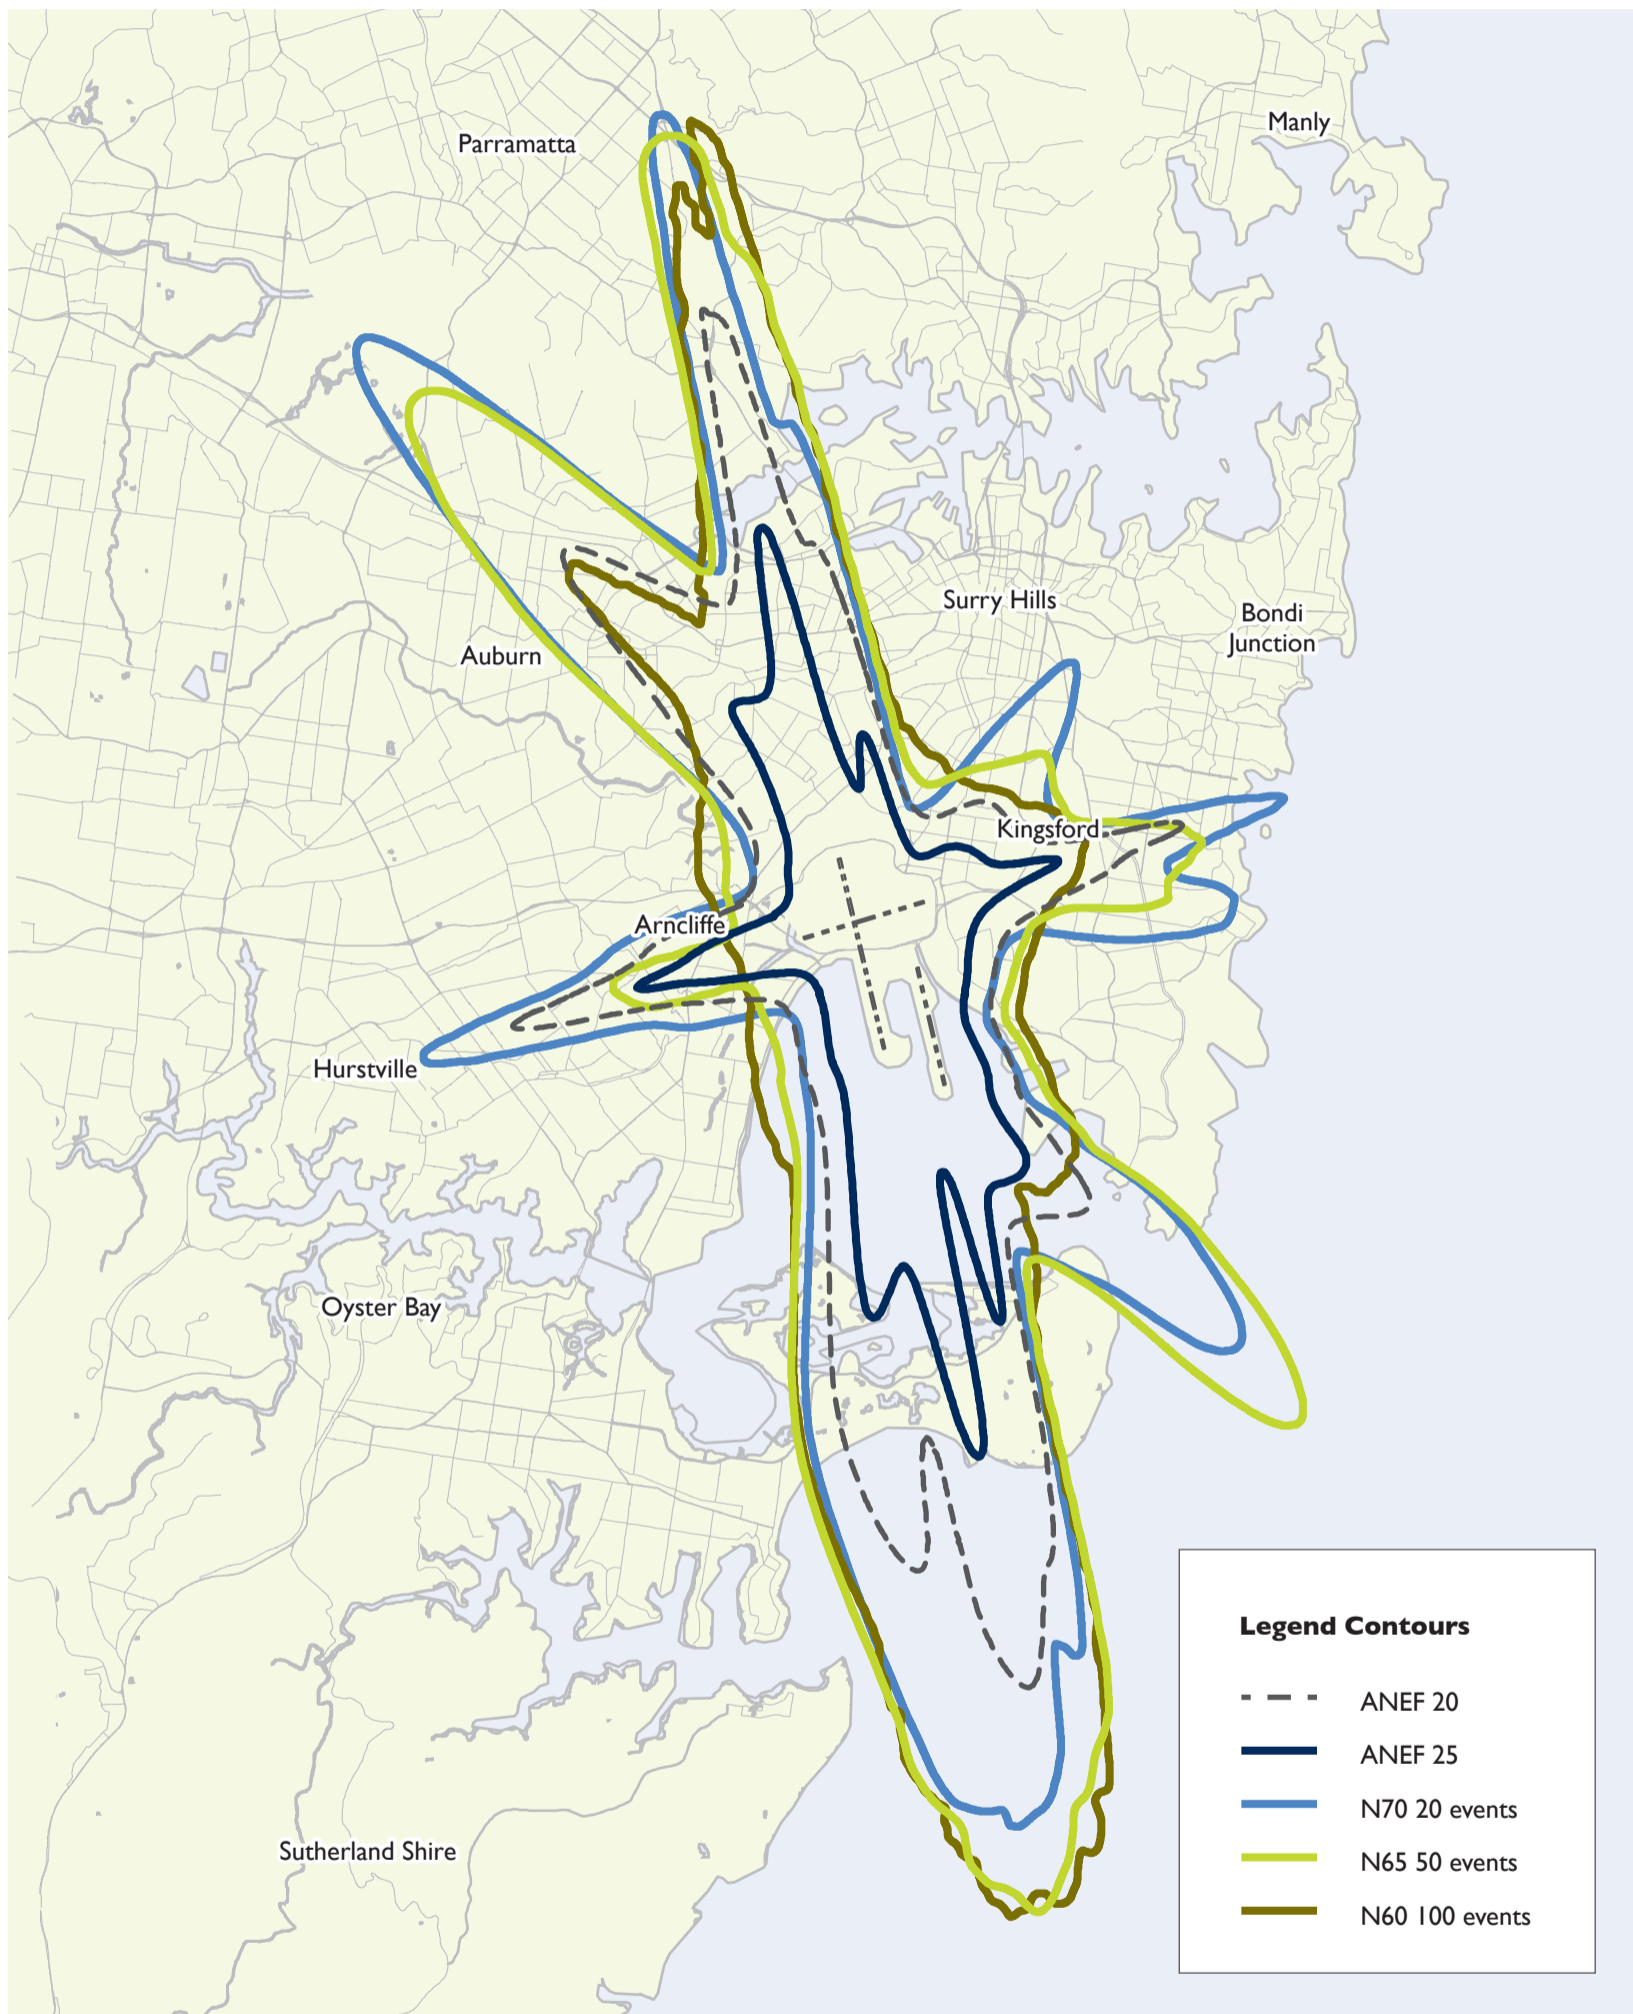 Manly
Parramatta
Surry Hills
Bondi
Junction
Auburn
Kingsford
Arncliffe
Hurstville
Oyster Bay
Sutherland Shire
Legend Contours
ANEF 20
ANEF 25
N70 20 events
N65 50 events
N60 100 events